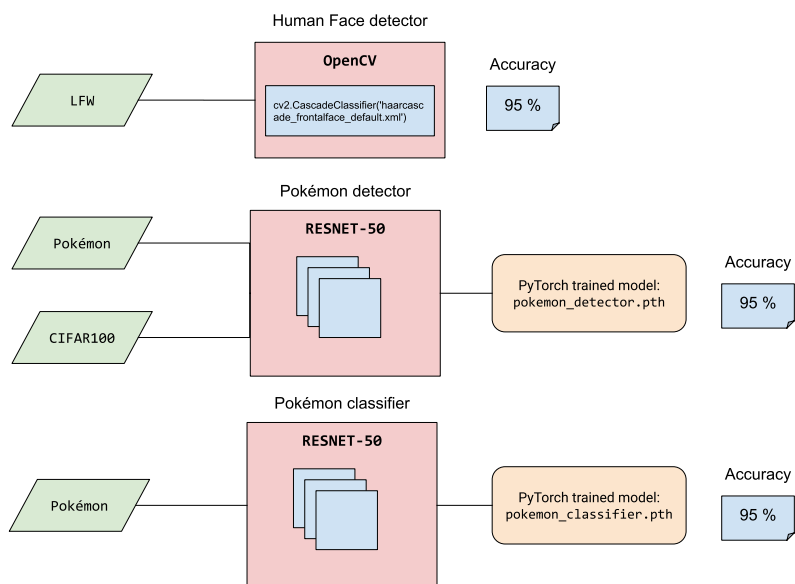 Human Face detector
OpenCV
Accuracy
LFW
cv2.CascadeClassifier('haarcasc
ade_frontalface_default.xml')
95 %
Pokémon detector
RESNET-50
Pokémon
CIFAR100
PyTorch trained model:
pokemon_detector.pth
Accuracy
95 %
Pokémon classifier
RESNET-50
Pokémon
PyTorch trained model:
pokemon_classifier.pth
Accuracy
95 %